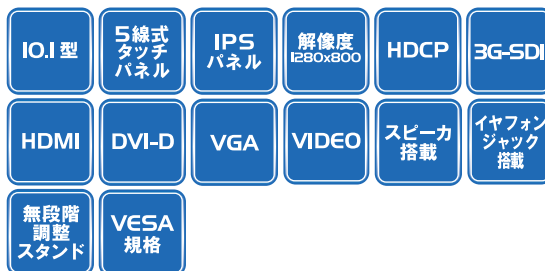 10.1型
5線式
タッチ
パネル
IPS
パネル
解像度
1280x800
HDCP
3G-SDI
HDMI
DVI-D
VGA
VIDEO
スピーカ
搭載
イヤフォン
ジャック
搭載
無段階
調整
スタンド
VESA
規格